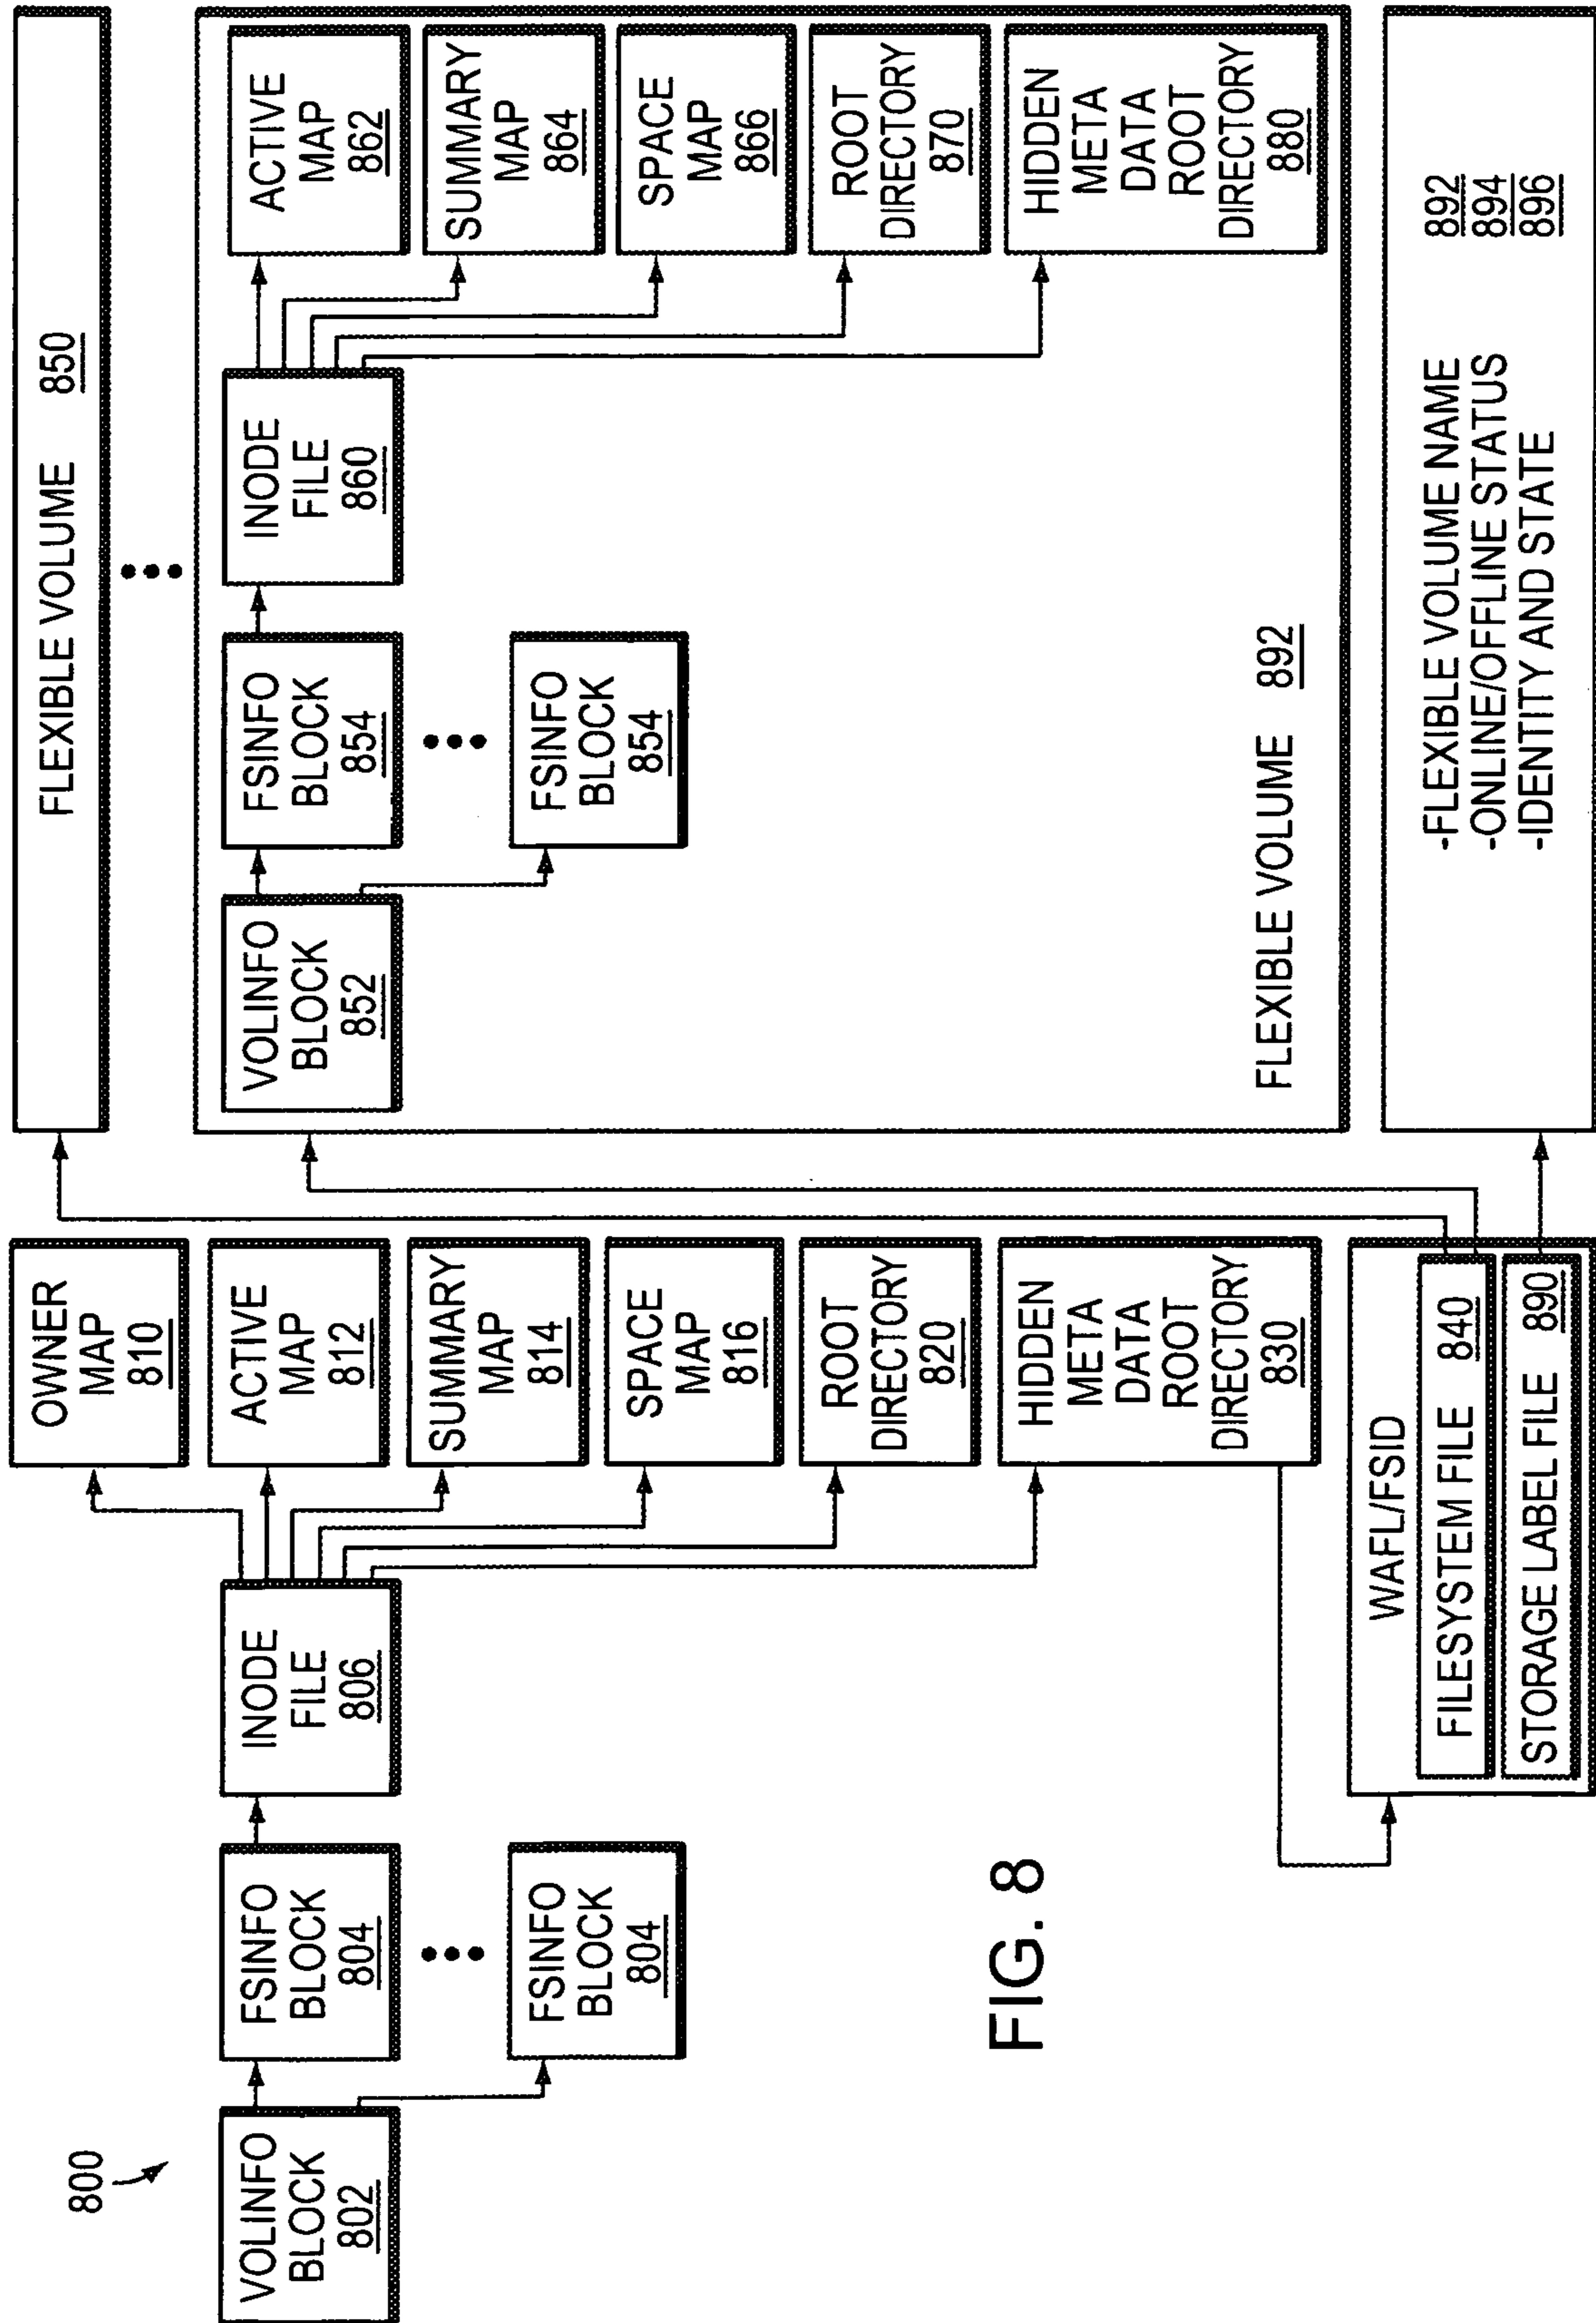 800
VOLINFO
BLOCK
802
FSINFO
BLOCK
804
FSINFO
BLOCK
804
INODE
FILE
806
OWNER
MAP
810
ACTIVE
MAP
812
SUMMARY
MAP
814
SPACE
MAP
816
ROOT
DIRECTORY
820
HIDDEN
META
DATA
ROOT
DIRECTORY
830
WAFL/FSID
FILESYSTEM FILE 840
STORAGE LABEL FILE 890
FLEXIBLE VOLUME 850
VOLINFO
BLOCK
852
FSINFO
BLOCK
854
FSINFO
BLOCK
854
INODE
FILE
860
ACTIVE
MAP
862
SUMMARY
MAP
864
SPACE
MAP
866
ROOT
DIRECTORY
870
HIDDEN
META
DATA
ROOT
DIRECTORY
880
FLEXIBLE VOLUME 892
-FLEXIBLE VOLUME NAME 892
-ONLINE/OFFLINE STATUS 894
-IDENTITY AND STATE 896
FIG. 8